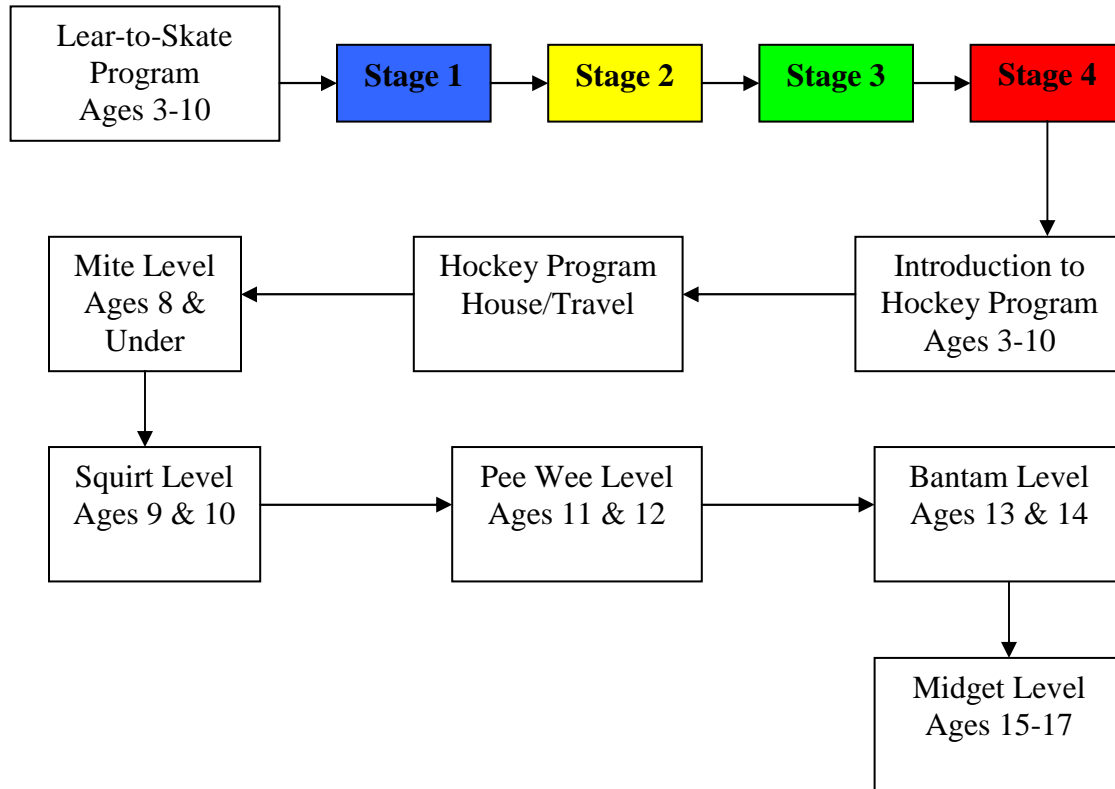 Lear-to-Skate
Program
Ages 3-10
Stage 1
Stage 2
Stage 3
Stage 4
Mite Level
Ages 8 &
Under
Hockey Program
House/Travel
Introduction to
Hockey Program
Ages 3-10
Squirt Level
Ages 9 & 10
Pee Wee Level
Ages 11 & 12
Bantam Level
Ages 13 & 14
Midget Level
Ages 15-17